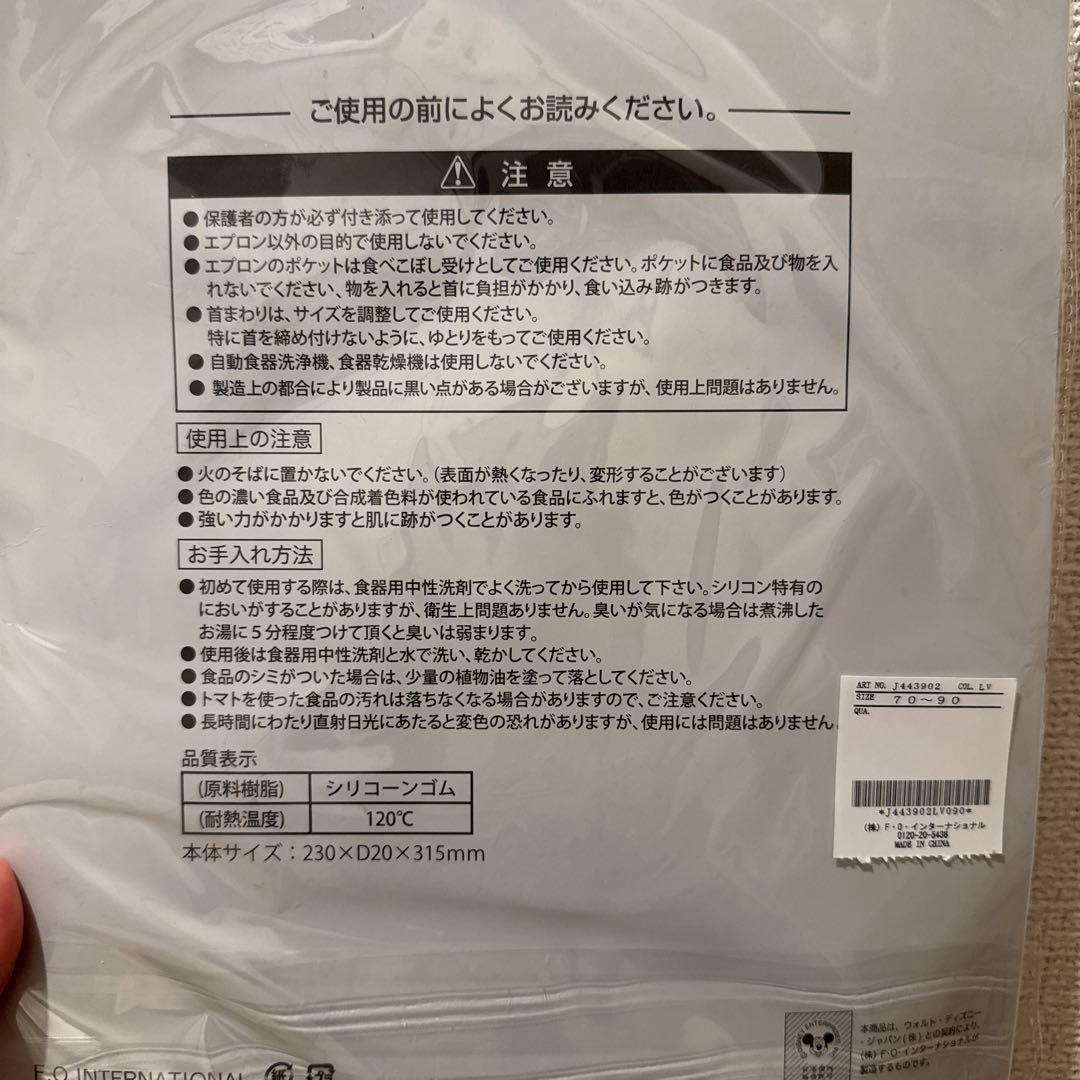 ご使用の前によくお読みください。
注意
●保護者の方が必ず付き添って使用してください。
●エプロン以外の目的で使用しないでください。
●エプロンのポケットは食べこぼし受けとしてご使用ください。ポケットに食品及び物を入
れないでください、物を入れると首に負担がかかり、食い込み跡がつきます。
●首まわりは、サイズを調整してご使用ください。
特に首を締め付けないように、ゆとりをもってご使用ください。
●自動食器洗浄機、食器乾燥機は使用しないでください。
●製造上の都合により製品に黒い点がある場合がございますが、使用上問題はありません。
使用上の注意
●火のそばに置かないでください。(表面が熱くなったり、変形することがございます)
●色の濃い食品及び合成着色料が使われている食品にふれますと、色がつくことがあります。
●強い力がかかりますと肌に跡がつくことがあります。
お手入れ方法
●初めて使用する際は、食器用中性洗剤でよく洗ってから使用して下さい。シリコン特有の
においがすることがありますが、衛生上問題ありません。臭いが気になる場合は煮沸した
お湯に5分程度つけて頂くと臭いは弱まります。
●使用後は食器用中性洗剤と水で洗い、乾かしてください。
●食品のシミがついた場合は、少量の植物油を塗って落としてください。
●トマトを使った食品の汚れは落ちなくなる場合がありますので、ご注意ください。
●長時間にわたり直射日光にあたると変色の恐れがありますが、使用には問題はありません。
品質表示
(原料樹脂) シリコーンゴム
(耐熱温度) 120℃
本体サイズ：230×D20×315mm
ART NO. J443902 COL. LV
SIZE 70～90
QUA.
*J443902LV090*
(株)F・O・インターナショナル
0120-20-5438
MADE IN CHINA
本商品は、ウォルト・ディズニー
・ジャパン(株)との契約により、
(株)F・O・インターナショナルが
製造するものです。
F.O INTERNATIONAL 紙 プラ